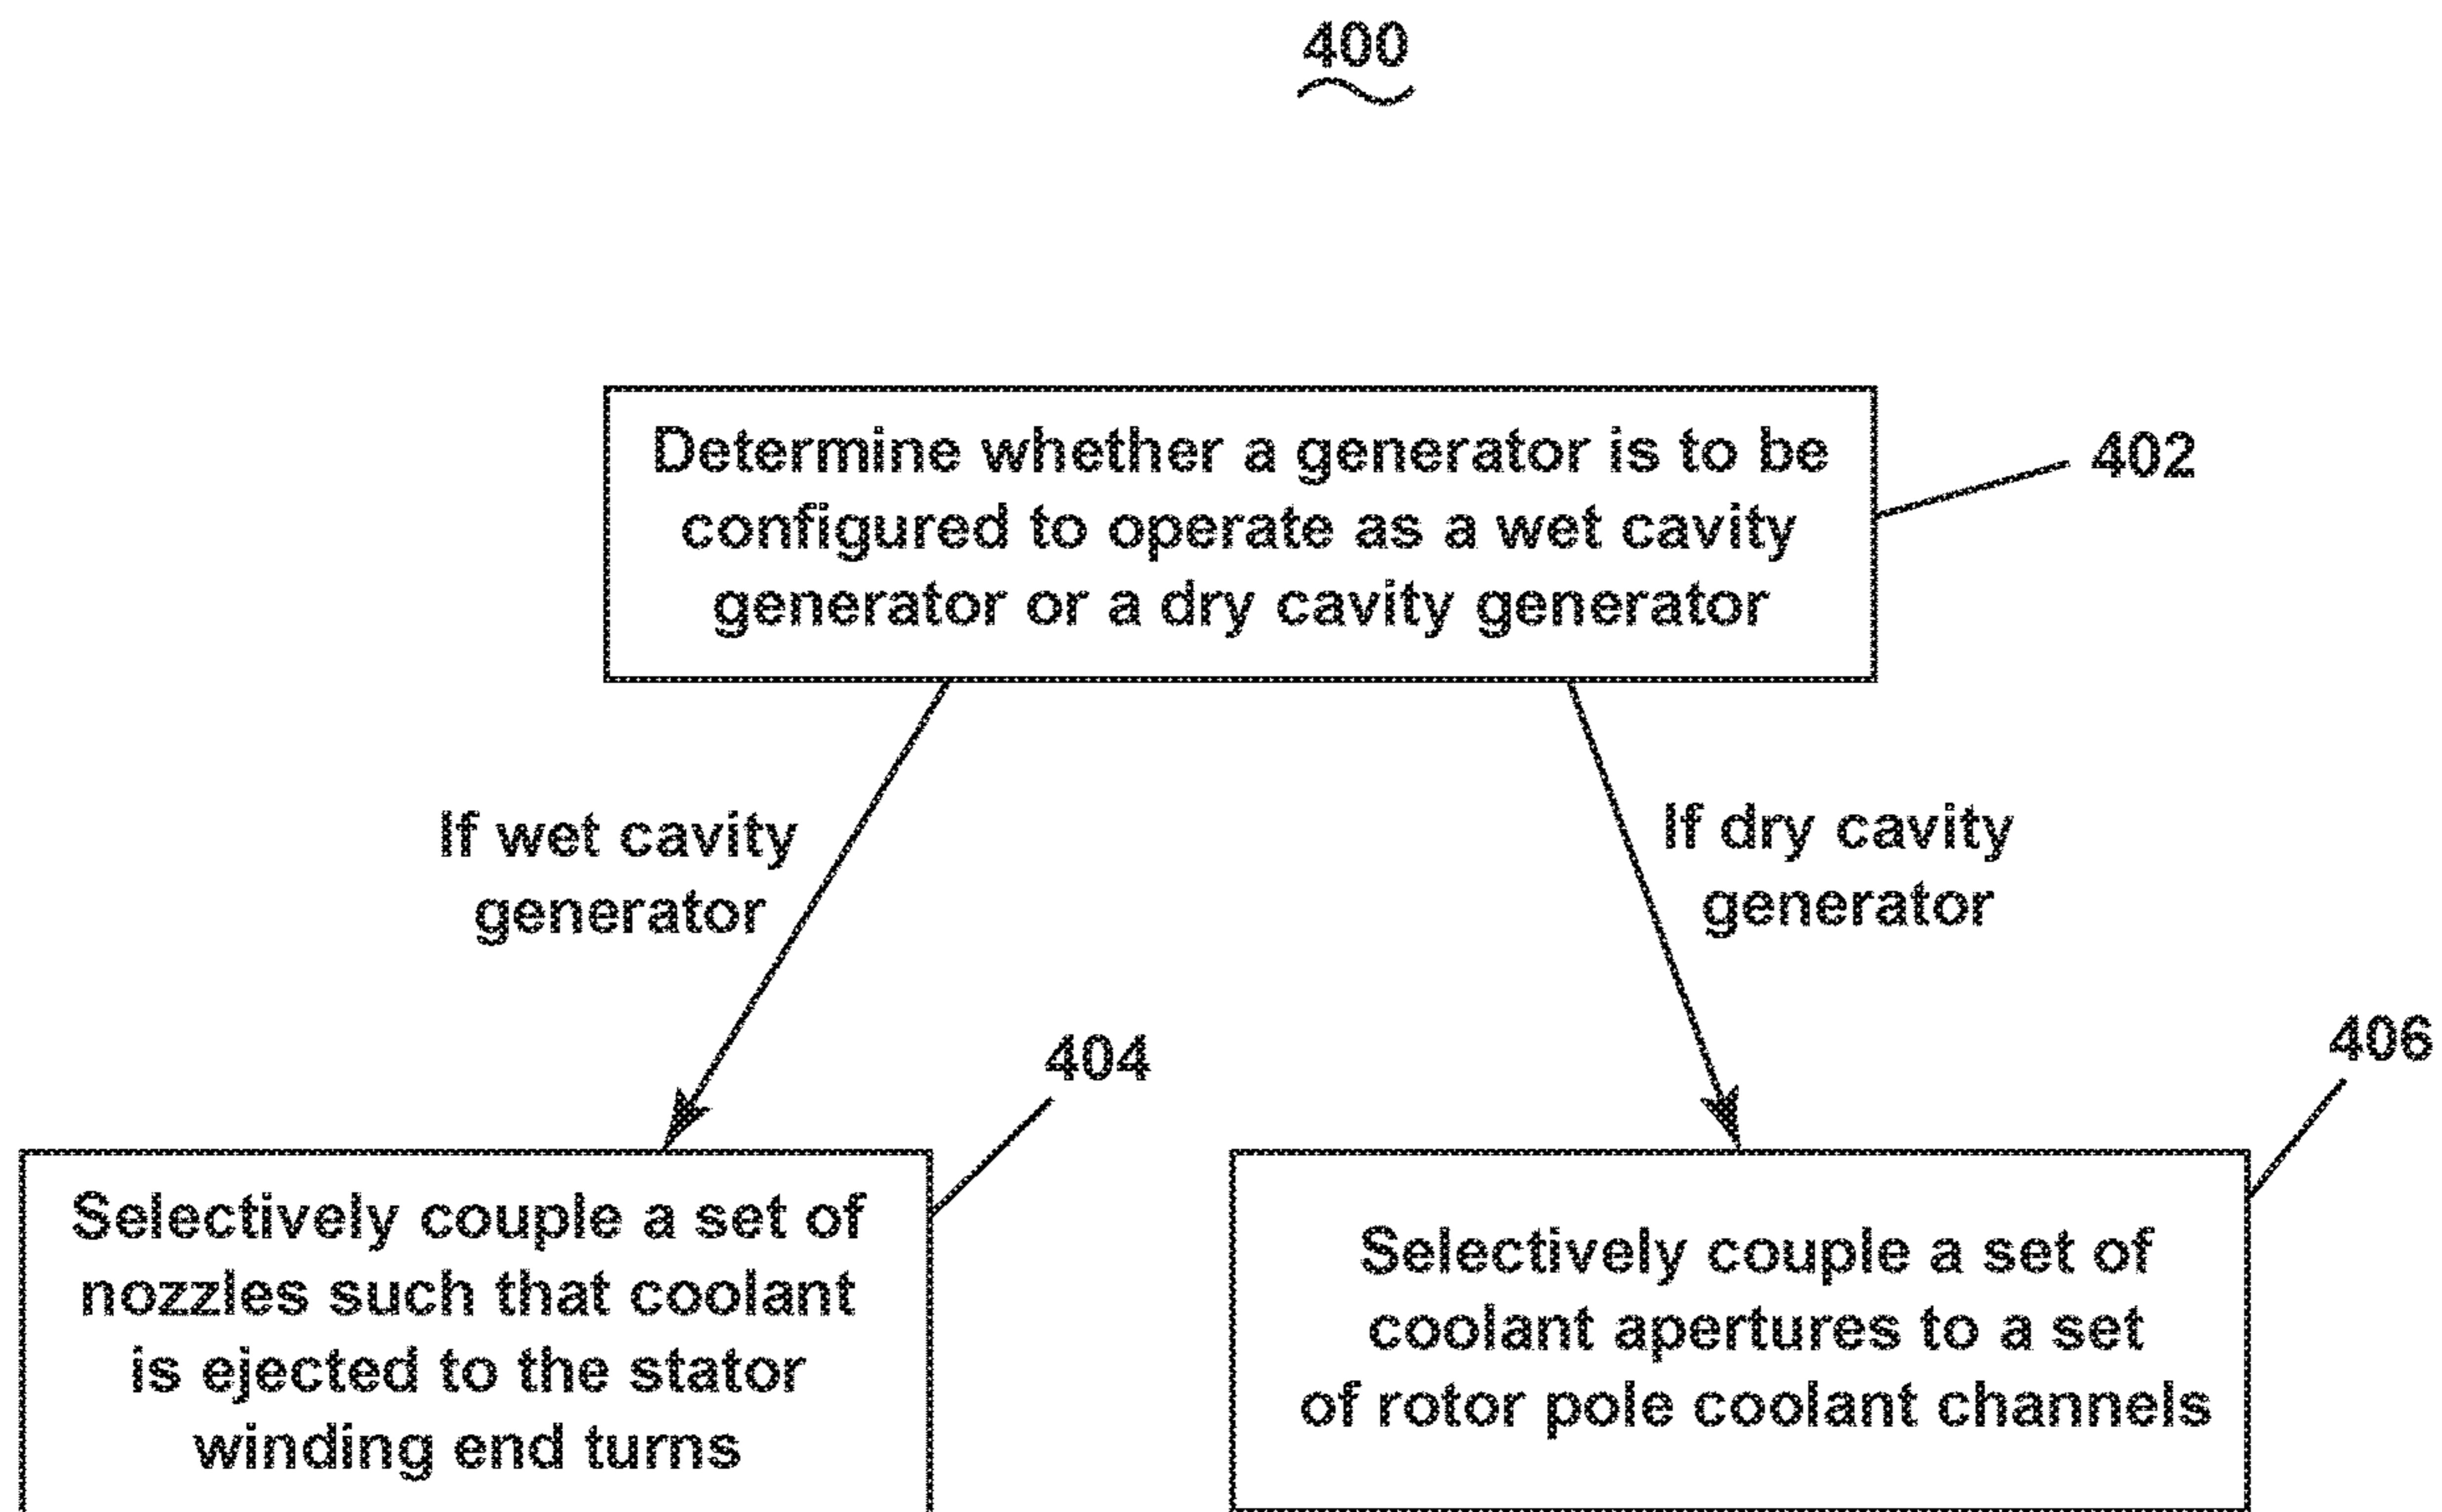 400
Determine whether a generator is to be
configured to operate as a wet cavity
generator or a dry cavity generator
402
If wet cavity
generator
If dry cavity
generator
404
406
Selectively couple a set of
nozzles such that coolant
is ejected to the stator
winding end turns
Selectively couple a set of
coolant apertures to a set
of rotor pole coolant channels